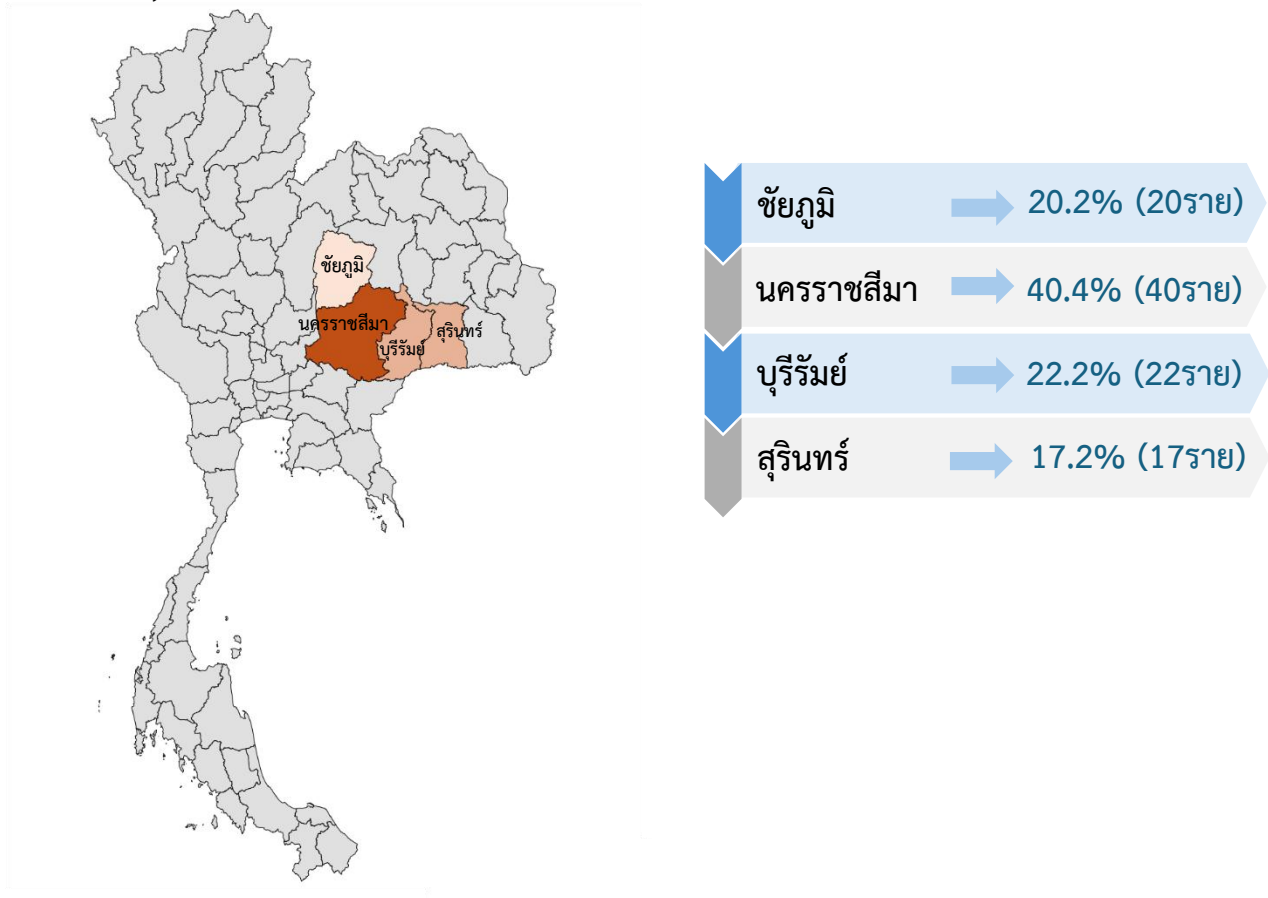 ชัยภูมิ
นครราชสีมา
บุรีรัมย์
สุรินทร์
ชัยภูมิ 20.2% (20ราย)
นครราชสีมา 40.4% (40ราย)
บุรีรัมย์ 22.2% (22ราย)
สุรินทร์ 17.2% (17ราย)